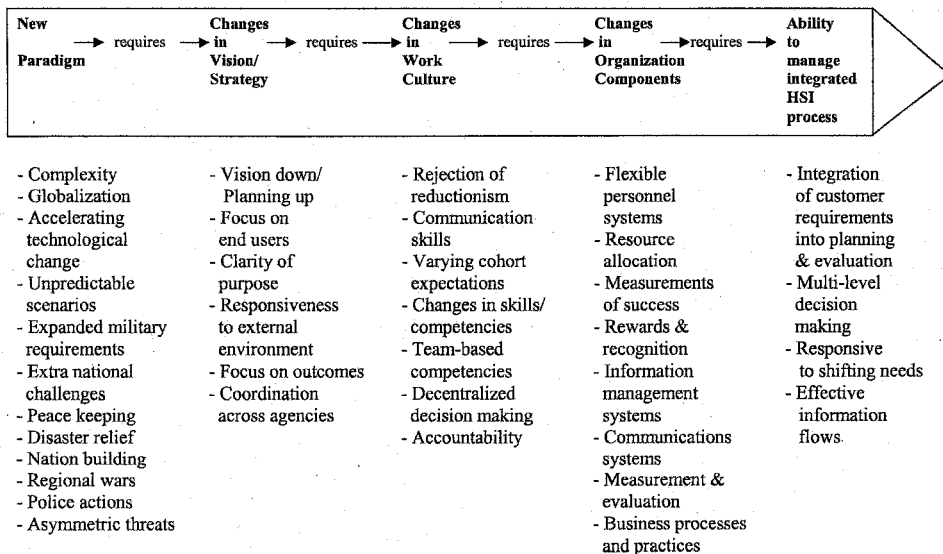 New
Paradigm
requires
Changes
in
Vision/
Strategy
requires
Changes
in
Work
Culture
requires
Changes
in
Organization
Components
requires
Ability
to
manage
integrated
HSI
process
- Complexity
- Globalization
- Accelerating
technological
change
- Unpredictable
scenarios
- Expanded military
requirements
- Extra national
challenges
- Peace keeping
- Disaster relief
- Nation building
- Regional wars
- Police actions
- Asymmetric threats
- Vision down/
Planning up
- Focus on
end users
- Clarity of
purpose
- Responsiveness
to external
environment
- Focus on outcomes
- Coordination
across agencies
- Rejection of
reductionism
- Communication
skills
- Varying cohort
expectations
- Changes in skills/
competencies
- Team-based
competencies
- Decentralized
decision making
- Accountability
- Flexible
personnel
systems
- Resource
allocation
- Measurements
of success
- Rewards &
recognition
- Information
management
systems
- Communications
systems
- Measurement &
evaluation
- Business processes
and practices
- Integration
of customer
requirements
into planning
& evaluation
- Multi-level
decision
making
- Responsive
to shifting needs
- Effective
information
flows